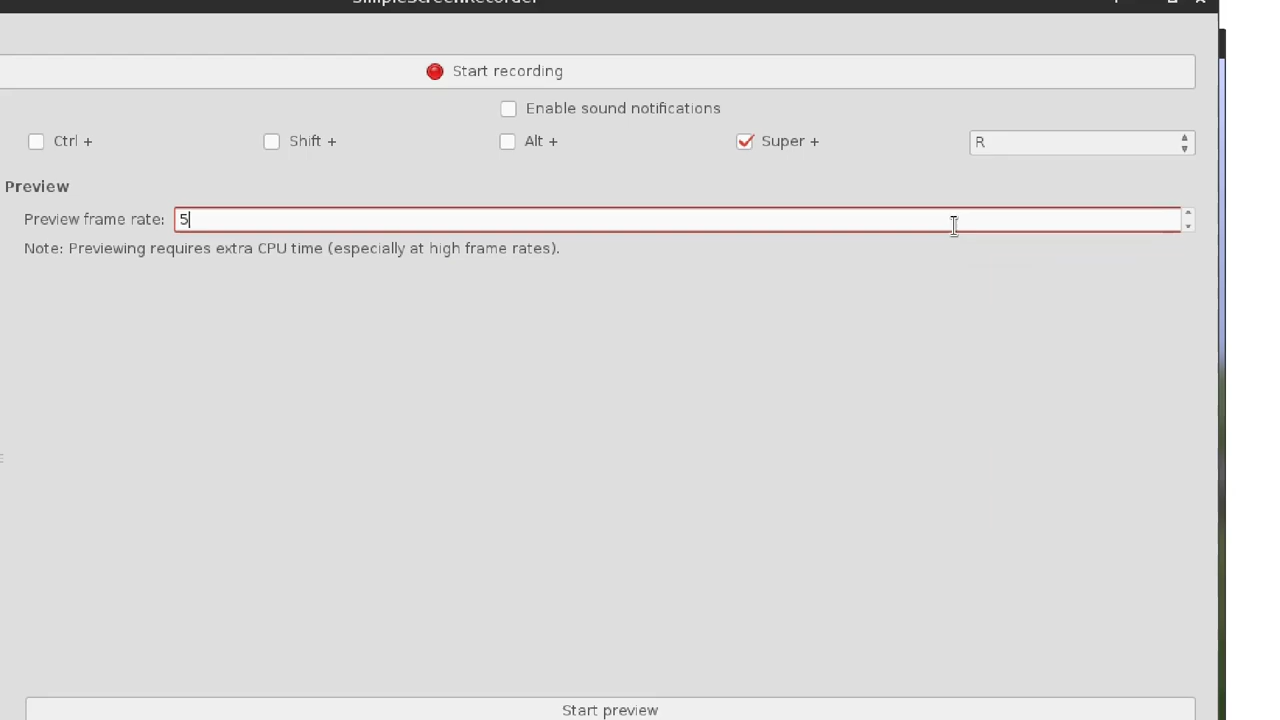 SimpleScreenRecorder
Start recording
Enable sound notifications
Ctrl + Shift + Alt + Super + R
Preview
Preview frame rate: 5
Note: Previewing requires extra CPU time (especially at high frame rates).
Start preview